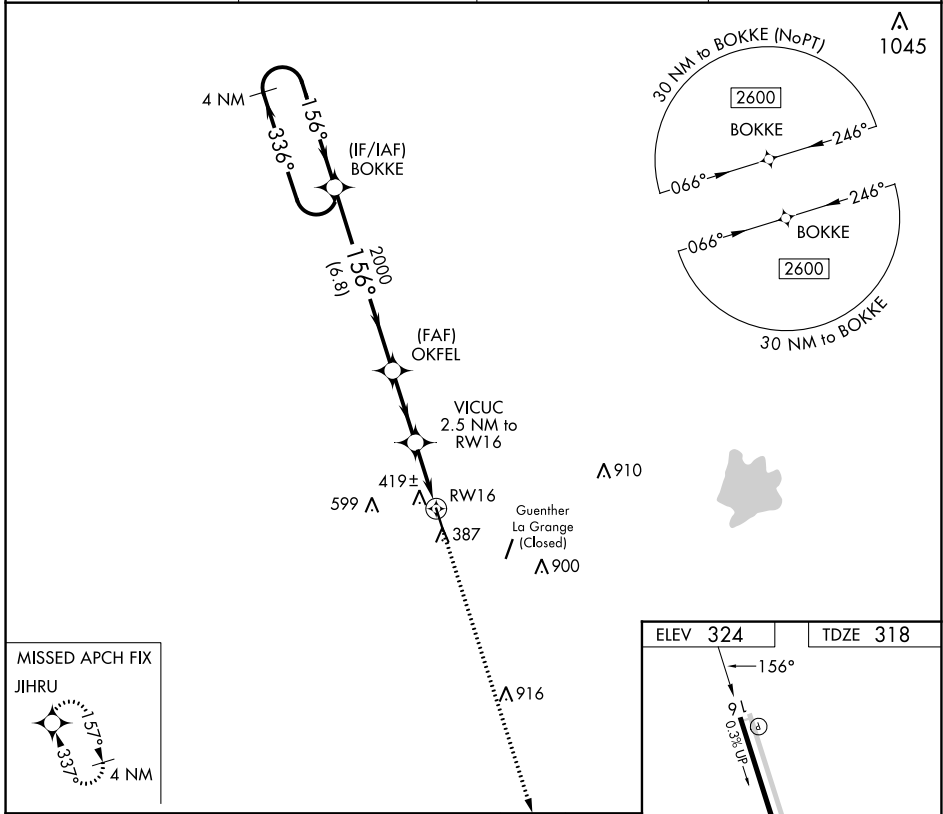 1045
30 NM to BOKKE (NoPT)
2600
BOKKE
246°
066°
246°
066°
BOKKE
2600
30 NM to BOKKE
4 NM
156°
336°
(IF/IAF)
BOKKE
2000
156°
(6.8)
(FAF)
OKFEL
VICUC
2.5 NM to
RW16
910
419±
599
RW16
387
Guenther
La Grange
(Closed)
900
916
MISSED APCH FIX
JIHRU
157°
337°
4 NM
ELEV 324
TDZE 318
156°
16
0.3% UP
P